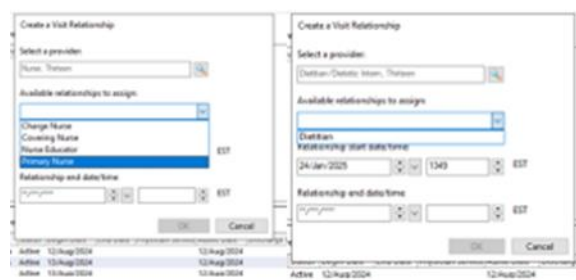 Create a Visit Relationship
Select a provider:
Nurse, Thirteen
Available relationships to assign:
Charge Nurse
Covering Nurse
Nurse Educator
Primary Nurse
EST
Relationship end date/time
**/**/****
EST
OK Cancel
Active 12/Aug/2024 12/Aug/2024
Active 13/Aug/2024 12/Aug/2024
Active 13/Aug/2024 13/Aug/2024
Create a Visit Relationship
Select a provider:
Dietitian/Dietetic Intern, Thirteen
Available relationships to assign:
Dietitian
Relationship start date/time
24/Jan/2025 1349 EST
Relationship end date/time
**/**/****
EST
OK Cancel
Active 12/Aug/2024 12/Aug/2024